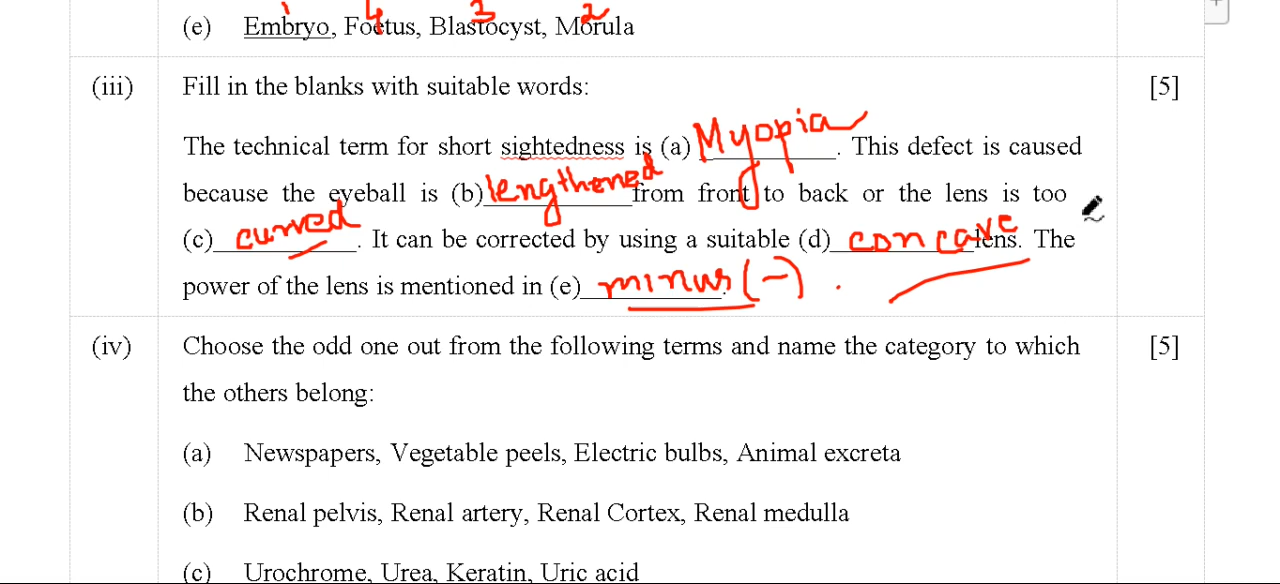 1 4 3 2
(e) Embryo, Foetus, Blastocyst, Morula
(iii) Fill in the blanks with suitable words: [5]
The technical term for short sightedness is (a) Myopia. This defect is caused
because the eyeball is (b) lengthened from front to back or the lens is too
(c) curved. It can be corrected by using a suitable (d) concave lens. The
power of the lens is mentioned in (e) minus (-).
(iv) Choose the odd one out from the following terms and name the category to which [5]
the others belong:
(a) Newspapers, Vegetable peels, Electric bulbs, Animal excreta
(b) Renal pelvis, Renal artery, Renal Cortex, Renal medulla
(c) Urochrome, Urea, Keratin, Uric acid